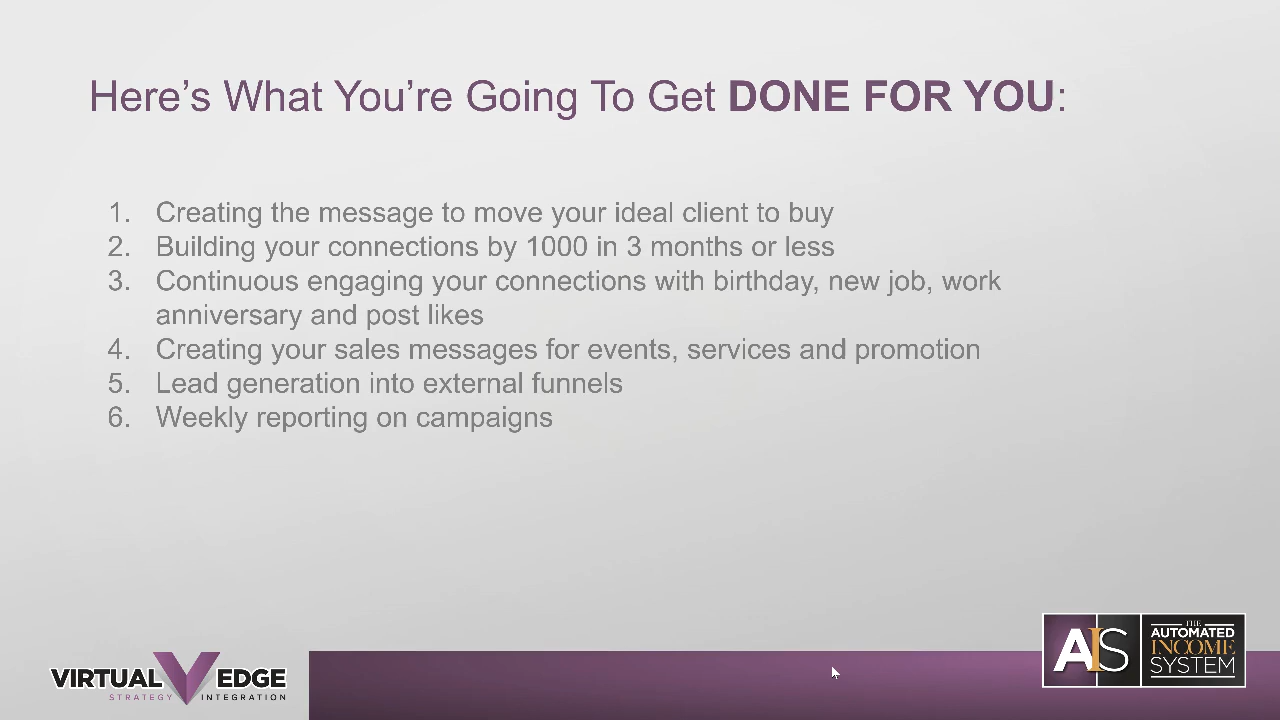 Here’s What You’re Going To Get DONE FOR YOU:
1. Creating the message to move your ideal client to buy
2. Building your connections by 1000 in 3 months or less
3. Continuous engaging your connections with birthday, new job, work
anniversary and post likes
4. Creating your sales messages for events, services and promotion
5. Lead generation into external funnels
6. Weekly reporting on campaigns
VIRTUAL V EDGE
STRATEGY INTEGRATION
AIS
THE
AUTOMATED
INCOME
SYSTEM